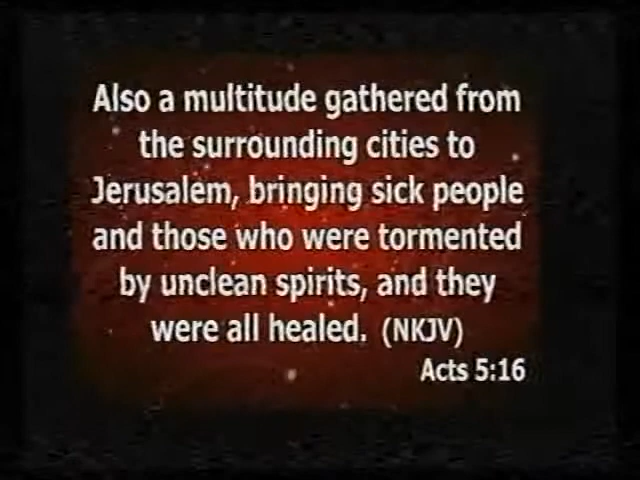 Also a multitude gathered from
the surrounding cities to
Jerusalem, bringing sick people
and those who were tormented
by unclean spirits, and they
were all healed. (NKJV)
Acts 5:16